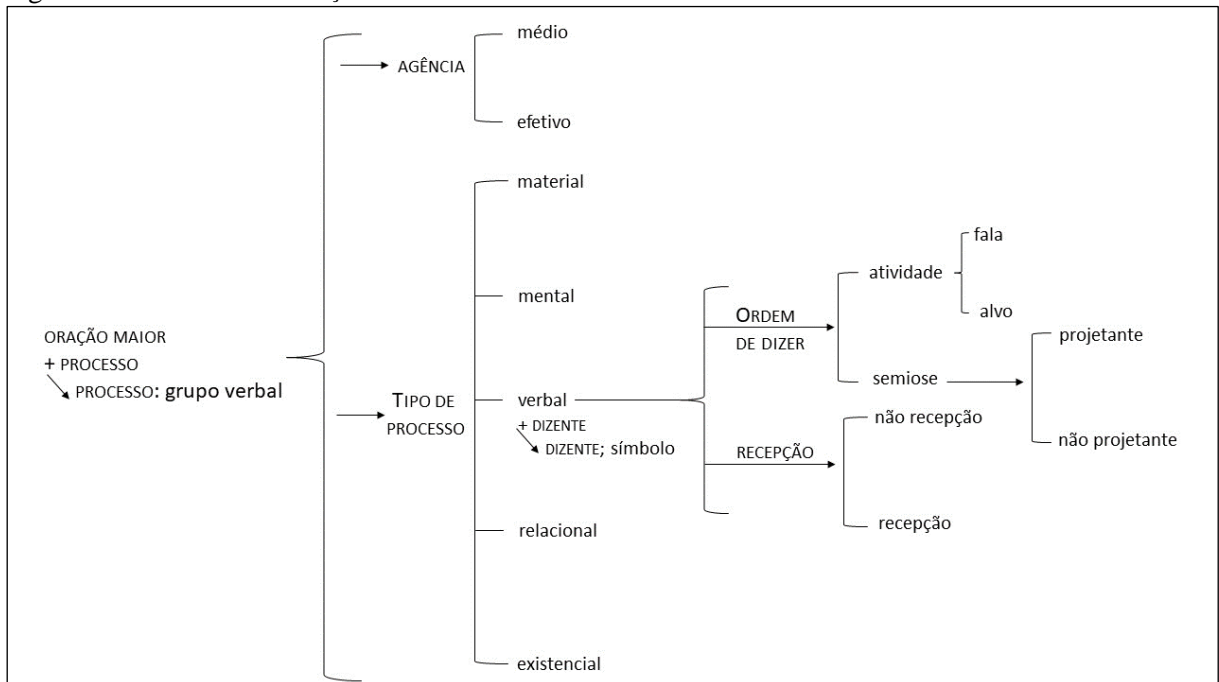 médio
AGÊNCIA
efetivo
material
mental
ORAÇÃO MAIOR
+ PROCESSO
PROCESSO: grupo verbal
TIPO DE
PROCESSO
verbal
+ DIZENTE
DIZENTE; símbolo
relacional
existencial
ORDEM
DE DIZER
atividade
fala
alvo
semiose
projetante
não projetante
RECEPÇÃO
não recepção
recepção